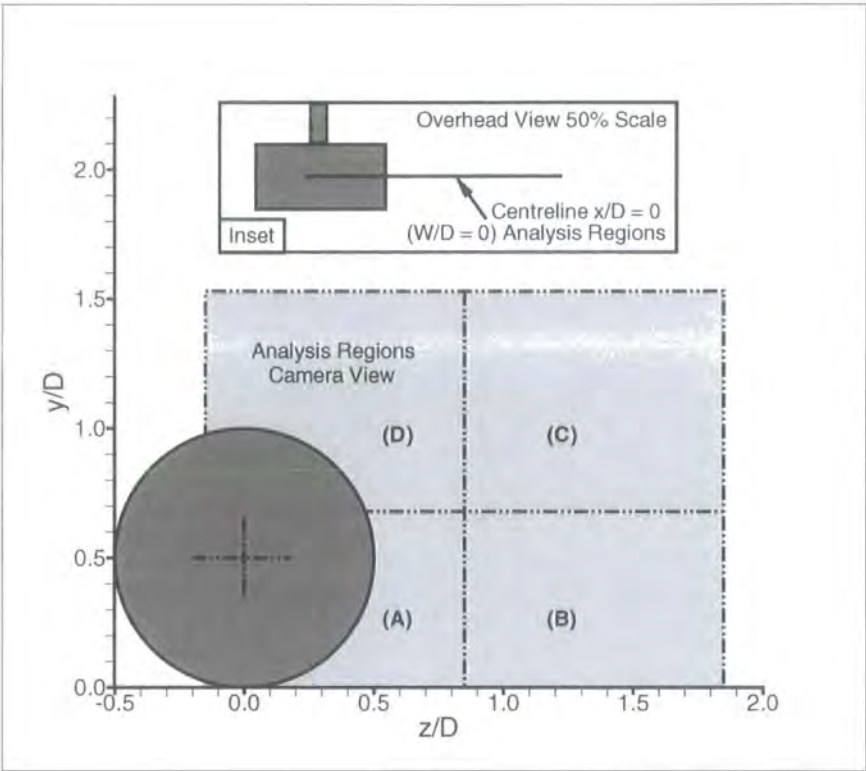 Overhead View 50% Scale
Centreline x/D = 0
(W/D = 0) Analysis Regions
Inset
2.0
1.5
Analysis Regions
Camera View
y/D
1.0
(D)
(C)
0.5
(A)
(B)
0.0
-0.5
0.0
0.5
1.0
1.5
2.0
z/D